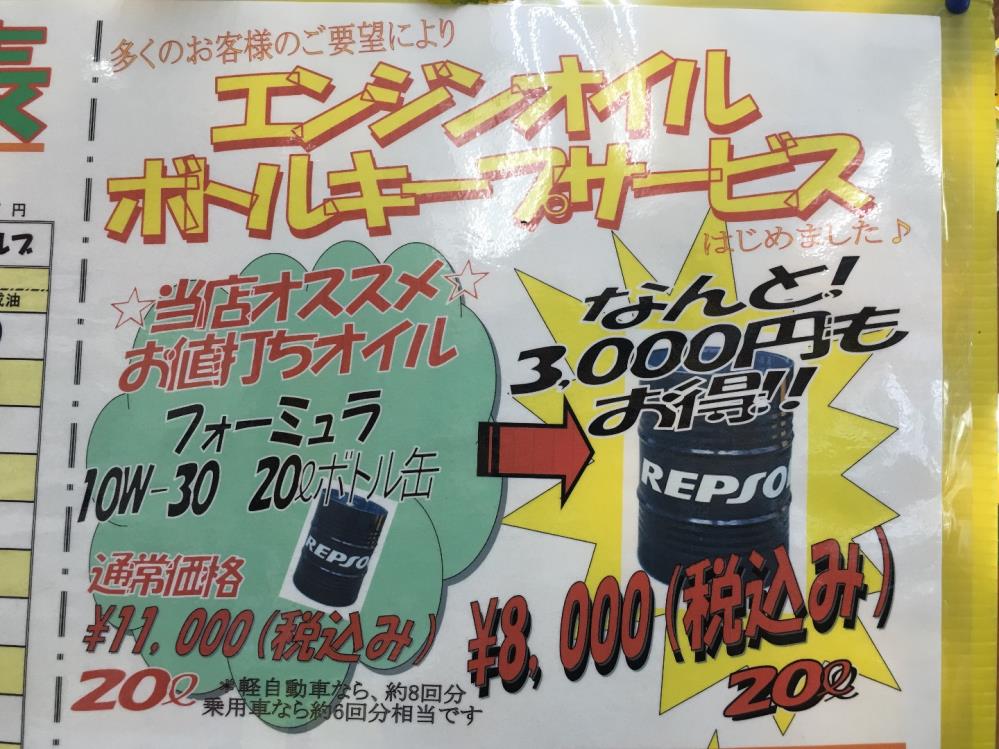 多くのお客様のご要望により
エンジンオイル
ボトルキープサービス
はじめました♪
☆当店オススメ☆
お値打ちオイル
フォーミュラ
10W-30 20ℓボトル缶
REPSO
通常価格
¥11,000(税込み)
20ℓ
*軽自動車なら、約8回分
乗用車なら約6回分相当です
なんと!
3,000円も
お得!!
REPSO
¥8,000(税込み)
20ℓ
表
円
ルブ
油